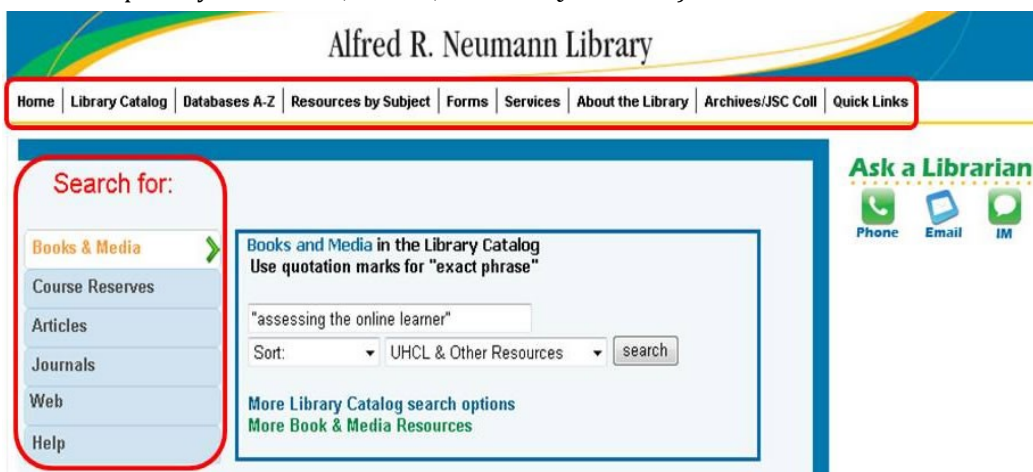 Alfred R. Neumann Library
Home | Library Catalog | Databases A-Z | Resources by Subject | Forms | Services | About the Library | Archives/JSC Coll | Quick Links
Search for:
Books & Media
Course Reserves
Articles
Journals
Web
Help
Books and Media in the Library Catalog
Use quotation marks for "exact phrase"
"assessing the online learner"
Sort: UHCL & Other Resources search
More Library Catalog search options
More Book & Media Resources
Ask a Librarian
Phone Email IM